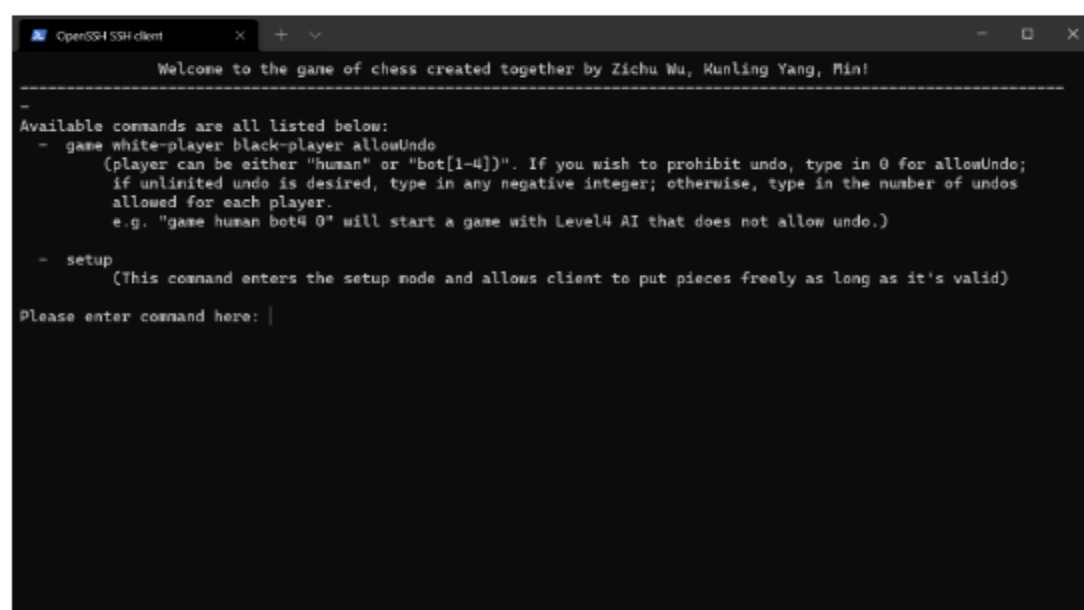 OpenSSH SSH client
Welcome to the game of chess created together by Zichu Wu, Kunling Yang, Min!
--------------------------------------------------------------------------------
-
Available commands are all listed below:
- game white-player black-player allowUndo
(player can be either "human" or "bot[1-4])". If you wish to prohibit undo, type in 0 for allowUndo;
if unlimited undo is desired, type in any negative integer; otherwise, type in the number of undos
allowed for each player.
e.g. "game human bot4 0" will start a game with Level4 AI that does not allow undo.)
- setup
(This command enters the setup mode and allows client to put pieces freely as long as it's valid)
Please enter command here: